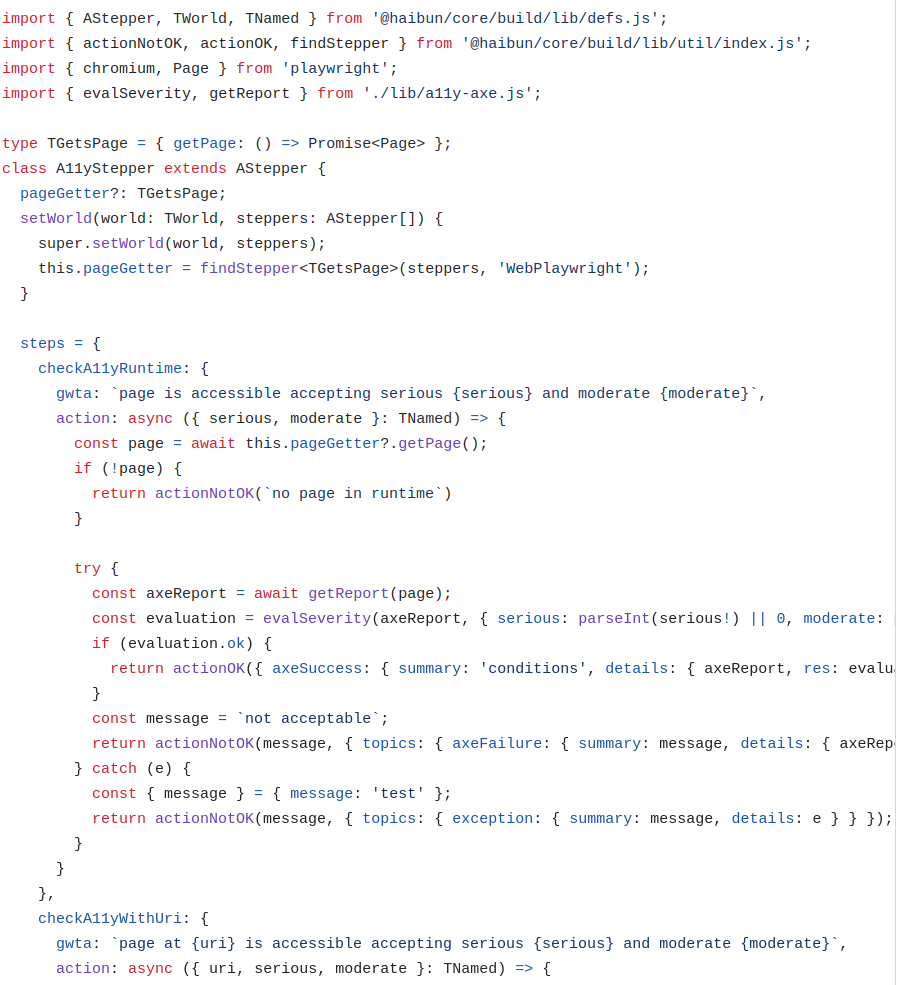 import { AStepper, TWorld, TNamed } from '@haibun/core/build/lib/defs.js';
import { actionNotOK, actionOK, findStepper } from '@haibun/core/build/lib/util/index.js';
import { chromium, Page } from 'playwright';
import { evalSeverity, getReport } from './lib/a11y-axe.js';

type TGetsPage = { getPage: () => Promise<Page> };
class A11yStepper extends AStepper {
  pageGetter?: TGetsPage;
  setWorld(world: TWorld, steppers: AStepper[]) {
    super.setWorld(world, steppers);
    this.pageGetter = findStepper<TGetsPage>(steppers, 'WebPlaywright');
  }

  steps = {
    checkA11yRuntime: {
      gwta: `page is accessible accepting serious {serious} and moderate {moderate}`,
      action: async ({ serious, moderate }: TNamed) => {
        const page = await this.pageGetter?.getPage();
        if (!page) {
          return actionNotOK(`no page in runtime`)
        }

        try {
          const axeReport = await getReport(page);
          const evaluation = evalSeverity(axeReport, { serious: parseInt(serious!) || 0, moderate:
          if (evaluation.ok) {
            return actionOK({ axeSuccess: { summary: 'conditions', details: { axeReport, res: evalu
          }
          const message = `not acceptable`;
          return actionNotOK(message, { topics: { axeFailure: { summary: message, details: { axeRep
        } catch (e) {
          const { message } = { message: 'test' };
          return actionNotOK(message, { topics: { exception: { summary: message, details: e } } });
        }
      }
    },
    checkA11yWithUri: {
      gwta: `page at {uri} is accessible accepting serious {serious} and moderate {moderate}`,
      action: async ({ uri, serious, moderate }: TNamed) => {